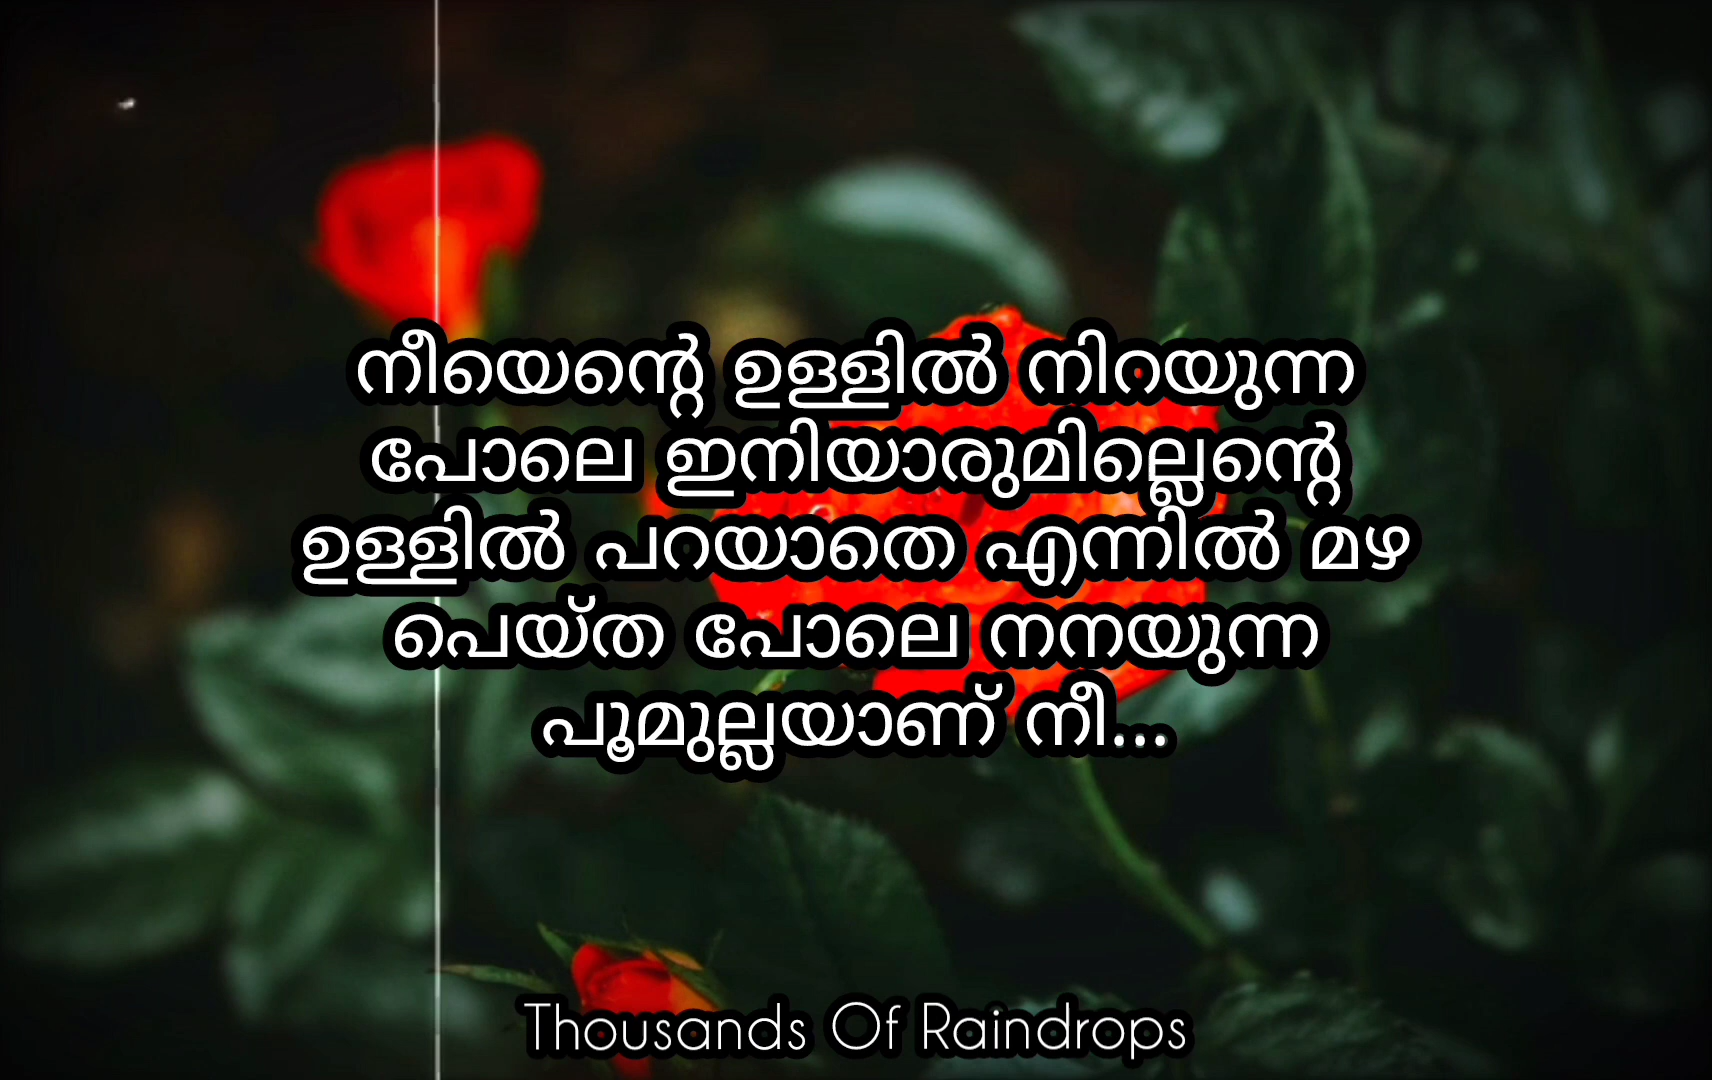 നീയെന്റെ ഉള്ളിൽ നിറയുന്ന
പോലെ ഇനിയാരുമില്ലെന്റെ
ഉള്ളിൽ പറയാതെ എന്നിൽ മഴ
പെയ്ത പോലെ നനയുന്ന
പൂമുല്ലയാണ് നീ...
Thousands Of Raindrops